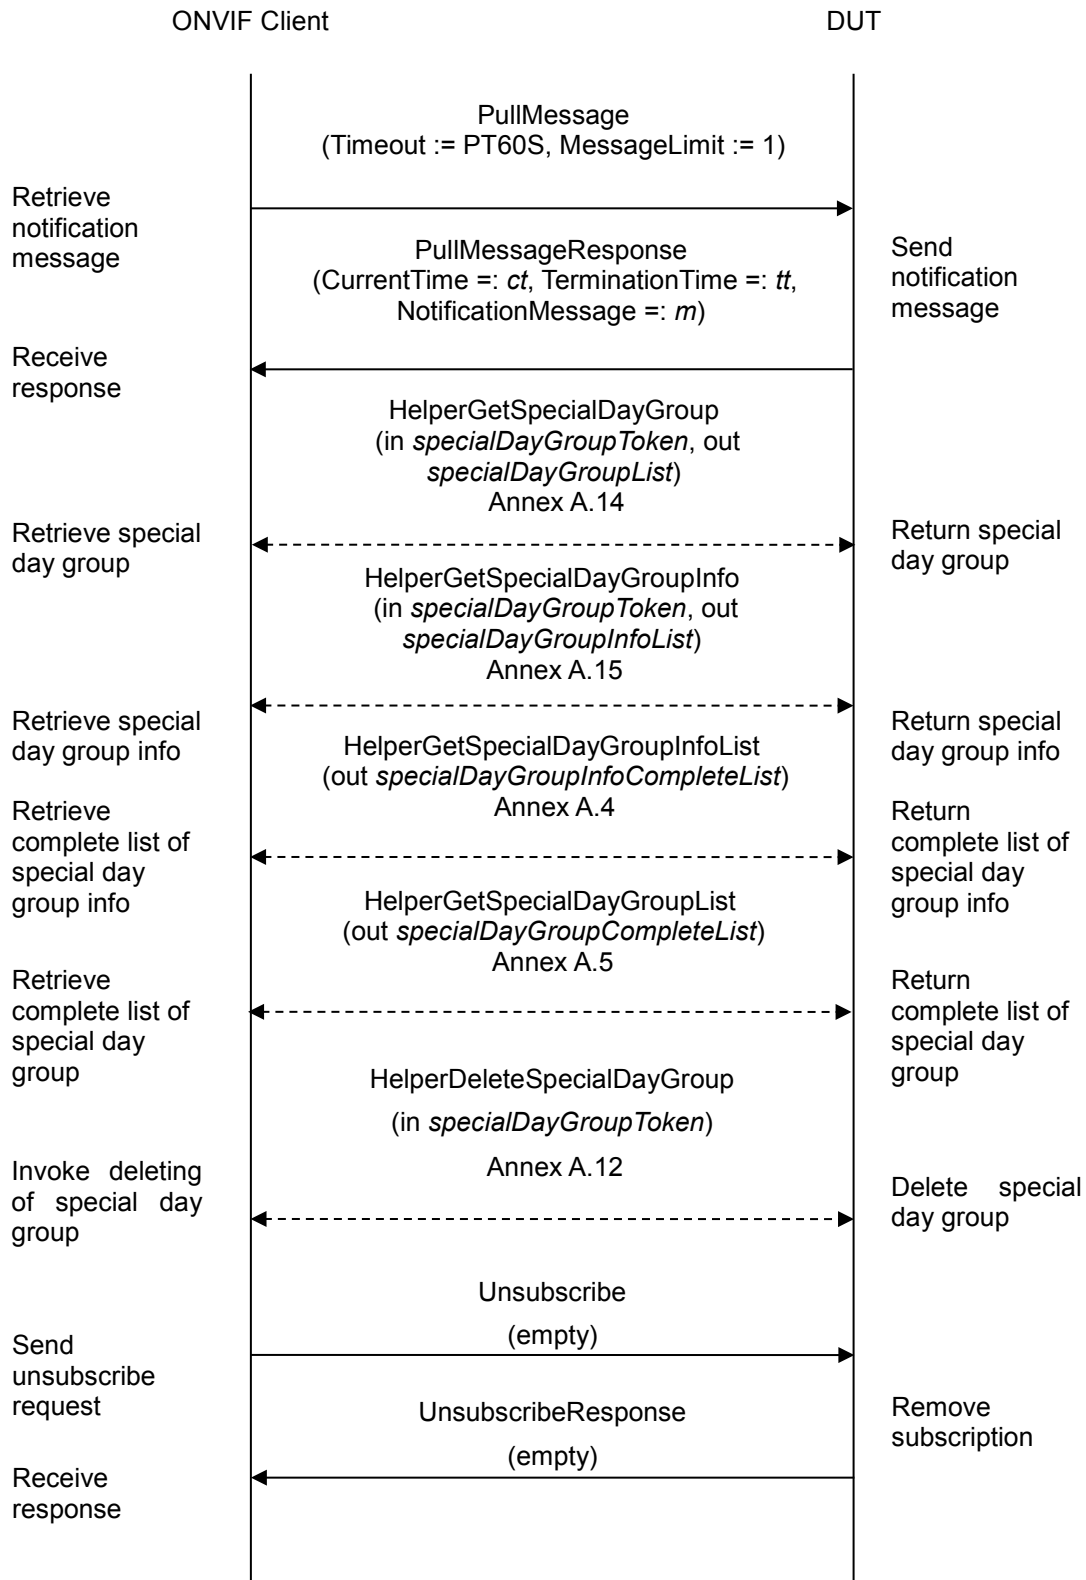 ONVIF Client
DUT
PullMessage
(Timeout := PT60S, MessageLimit := 1)
Retrieve
notification
message
PullMessageResponse
(CurrentTime =: ct, TerminationTime =: tt,
NotificationMessage =: m)
Send
notification
message
Receive
response
HelperGetSpecialDayGroup
(in specialDayGroupToken, out
specialDayGroupList)
Annex A.14
Retrieve special
day group
Return special
day group
HelperGetSpecialDayGroupInfo
(in specialDayGroupToken, out
specialDayGroupInfoList)
Annex A.15
Retrieve special
day group info
Return special
day group info
HelperGetSpecialDayGroupInfoList
(out specialDayGroupInfoCompleteList)
Annex A.4
Retrieve
complete list of
special day
group info
Return
complete list of
special day
group info
HelperGetSpecialDayGroupList
(out specialDayGroupCompleteList)
Annex A.5
Retrieve
complete list of
special day
group
Return
complete list of
special day
group
HelperDeleteSpecialDayGroup
(in specialDayGroupToken)
Annex A.12
Invoke deleting
of special day
group
Delete special
day group
Unsubscribe
(empty)
Send
unsubscribe
request
UnsubscribeResponse
(empty)
Remove
subscription
Receive
response